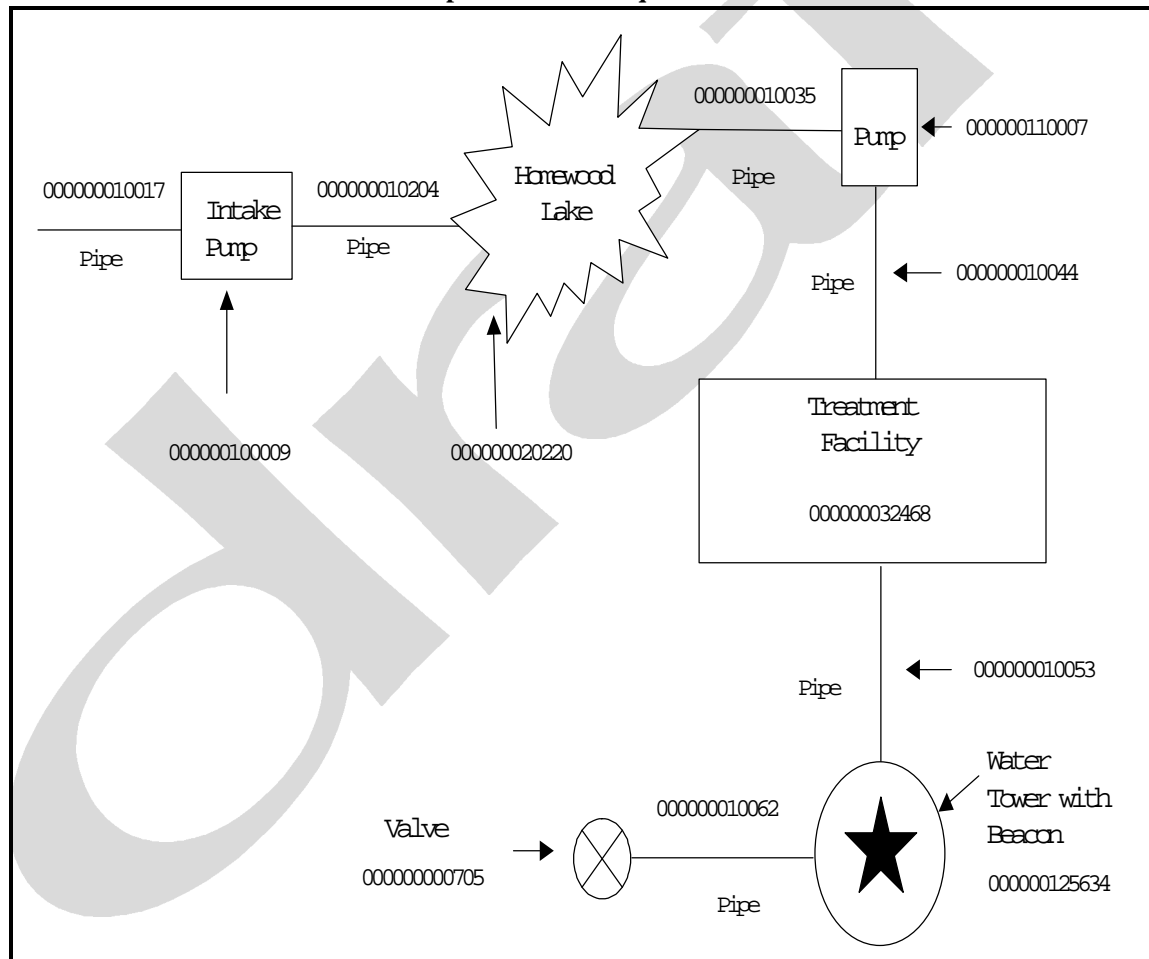 000000010035
Pump
000000110007
Homewood
Lake
Pipe
000000010017
000000010204
Intake
Pump
Pipe
Pipe
Pipe
000000010044
Treatment
Facility
000000100009
000000020220
000000032468
Pipe
000000010053
Water
Tower with
Beacon
000000125634
Valve
000000000705
000000010062
Pipe